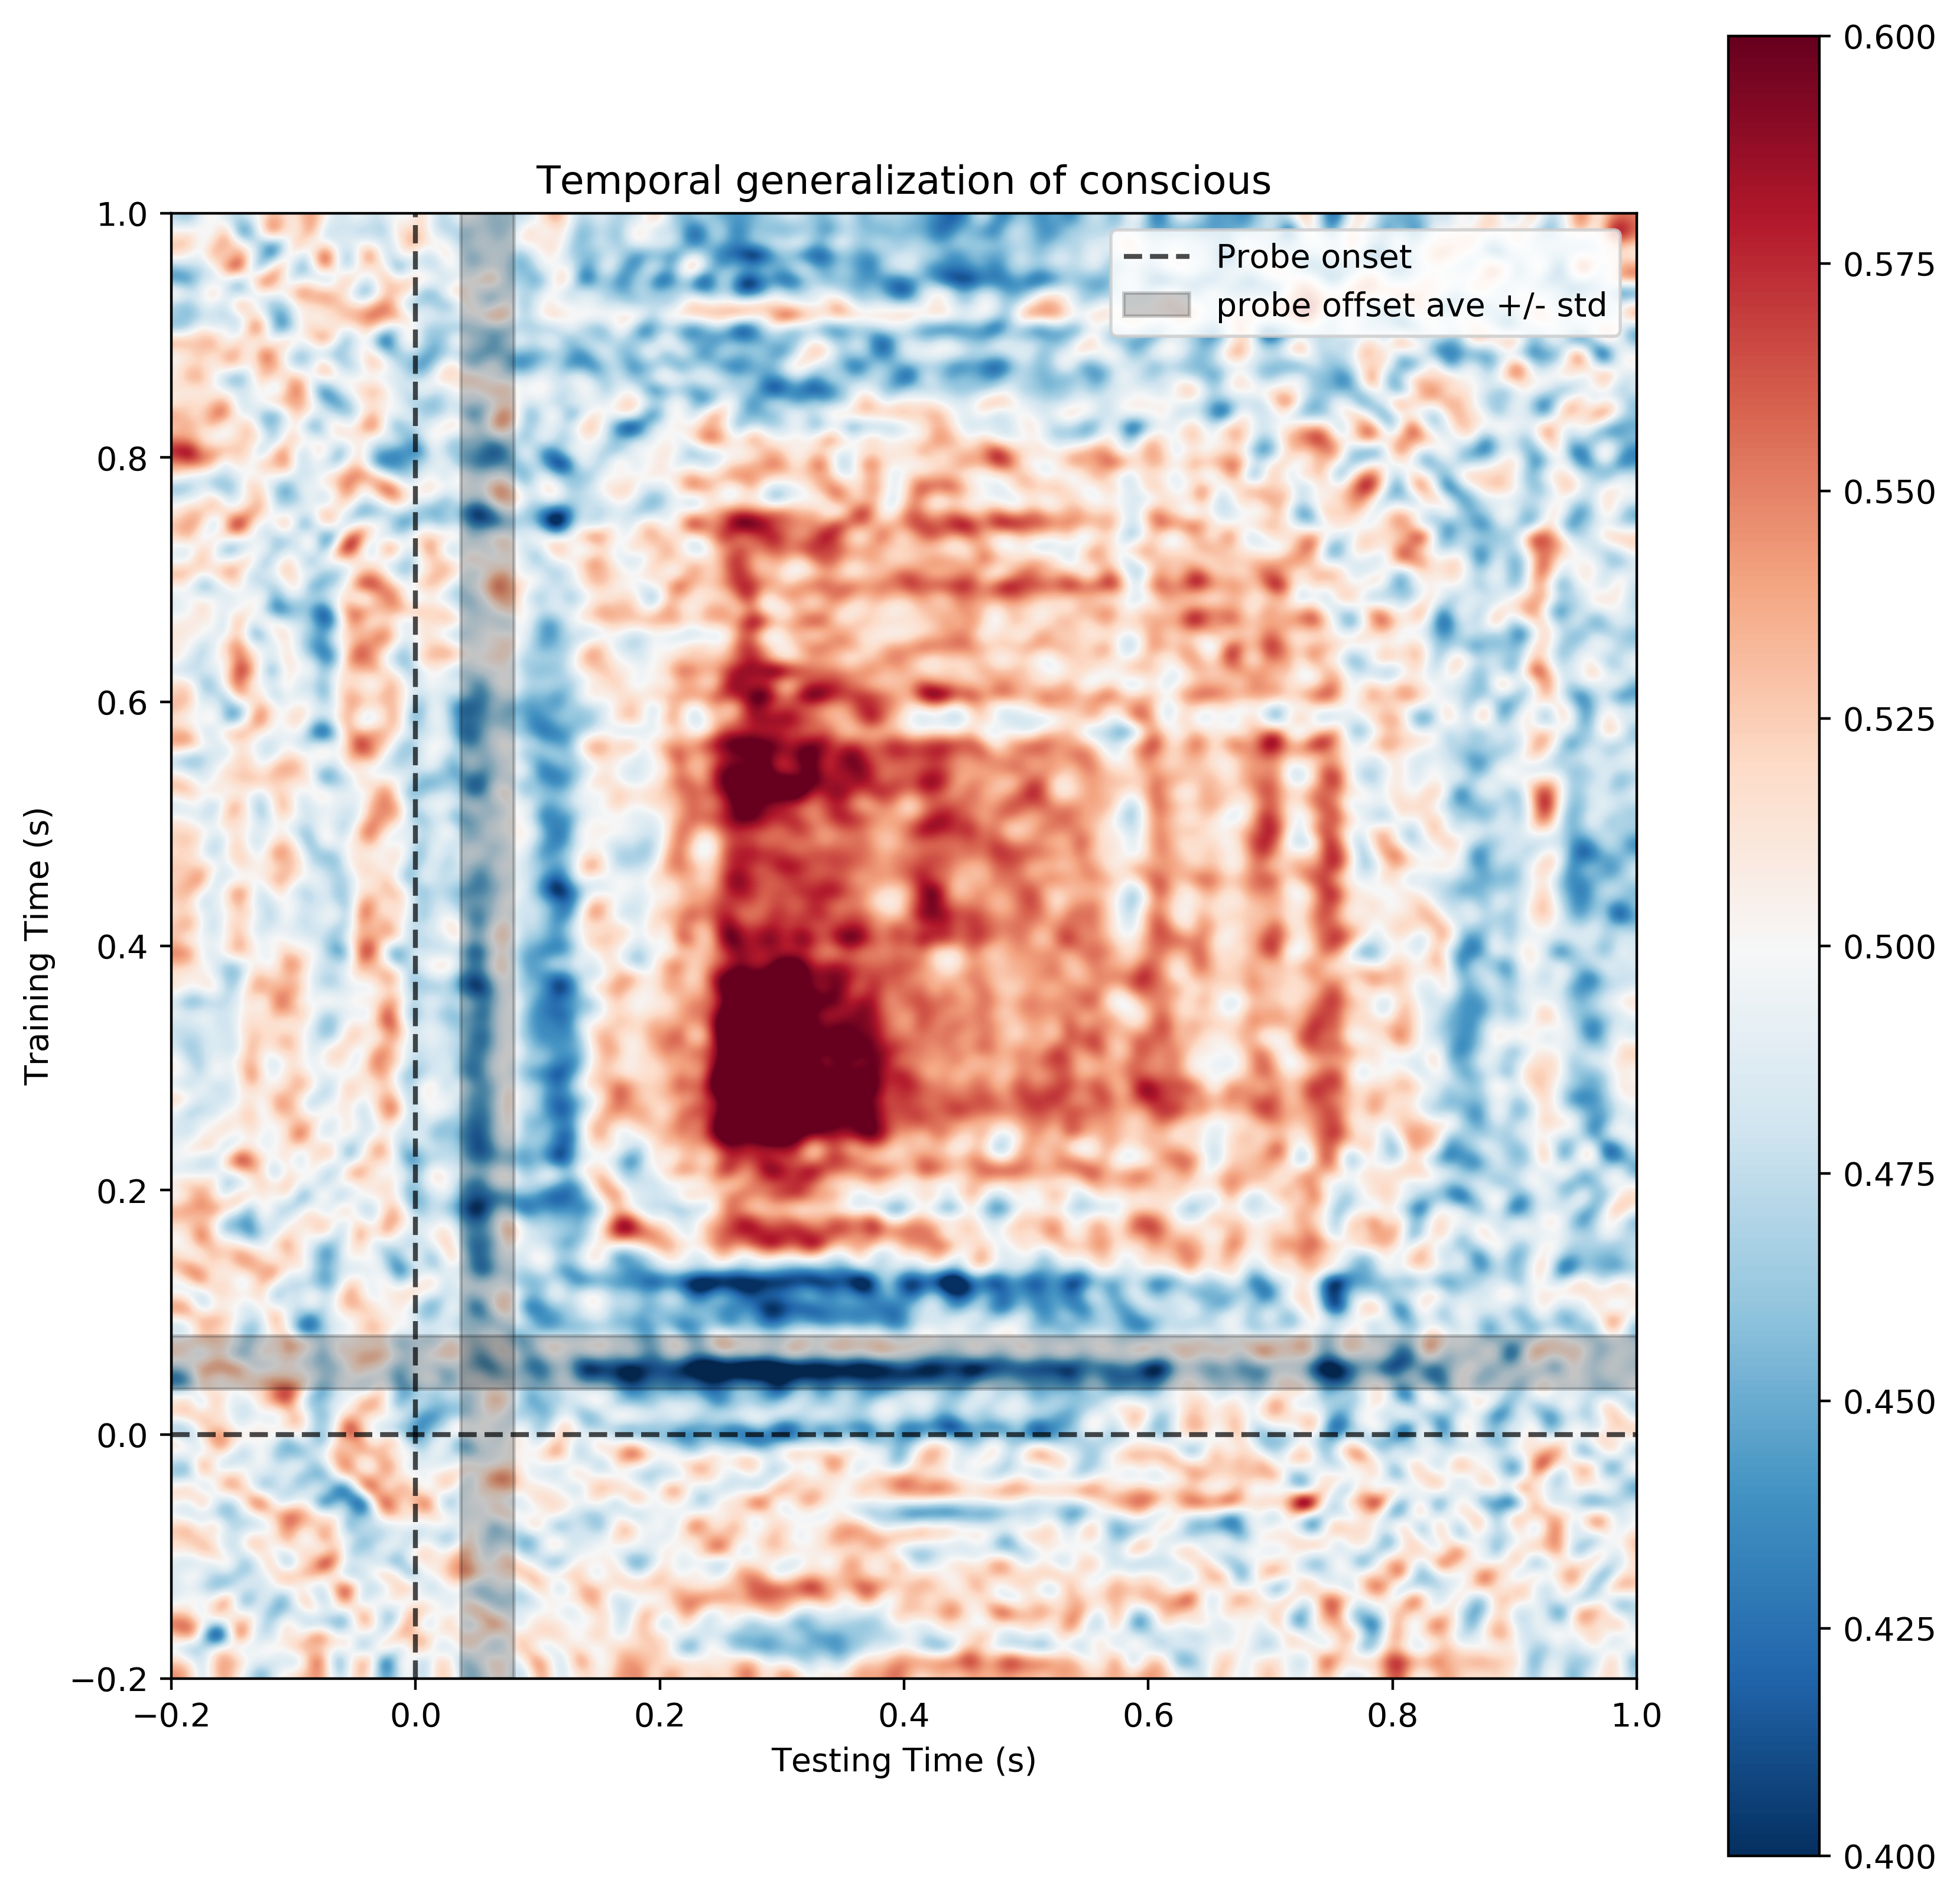 Temporal generalization of conscious
Probe onset
probe offset ave +/- std
Training Time (s)
1.0
0.8
0.6
0.4
0.2
0.0
−0.2
−0.2 0.0 0.2 0.4 0.6 0.8 1.0
Testing Time (s)
0.600
0.575
0.550
0.525
0.500
0.475
0.450
0.425
0.400